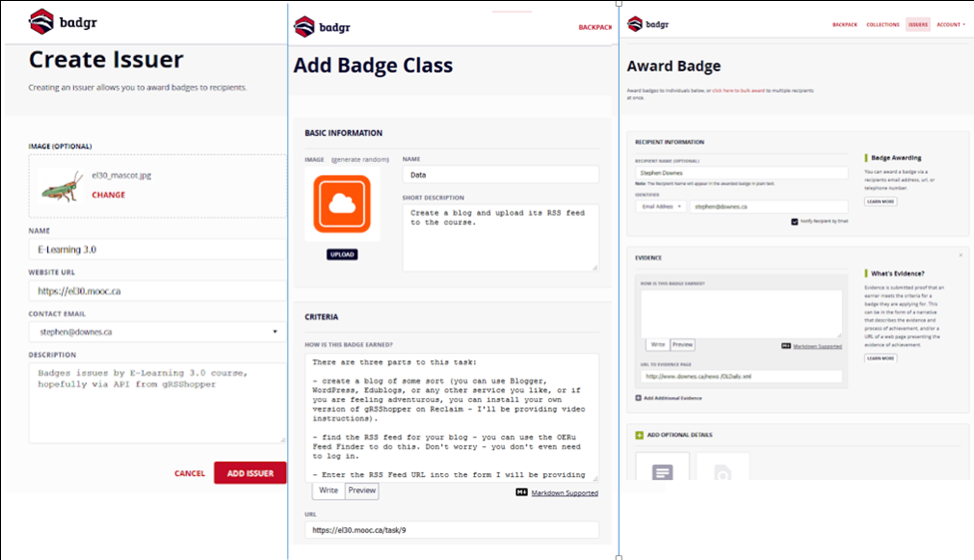 badgr
Create Issuer
Creating an issuer allows you to award badges to recipients.
IMAGE (OPTIONAL)
el30_mascot.jpg
CHANGE
NAME
E-Learning 3.0
WEBSITE URL
https://el30.mooc.ca
CONTACT EMAIL
stephen@downes.ca
DESCRIPTION
Badges issues by E-Learning 3.0 course,
hopefully via API from gRSShopper
CANCEL
ADD ISSUER
badgr
BACKPACK
Add Badge Class
BASIC INFORMATION
IMAGE (generate random)
NAME
Data
SHORT DESCRIPTION
Create a blog and upload its RSS feed
to the course.
UPLOAD
CRITERIA
HOW IS THIS BADGE EARNED?
There are three parts to this task:
- create a blog of some sort (you can use Blogger,
WordPress, Edublogs, or any other service you like, or if
you are feeling adventurous, you can install your own
version of gRSShopper on Reclaim - I'll be providing video
instructions).
- find the RSS feed for your blog - you can use the OERu
Feed Finder to do this. Don't worry - you don't even need
to log in.
- Enter the RSS Feed URL into the form I will be providing
Write Preview
Markdown Supported
URL
https://el30.mooc.ca/task/9
badgr
BACKPACK COLLECTIONS ISSUERS ACCOUNT
Award Badge
Award badges to individuals below, or click here to bulk award to multiple recipients
at once.
RECIPIENT INFORMATION
RECIPIENT NAME (OPTIONAL)
Stephen Downes
Note: The Recipient Name will appear in the awarded badge in plain text.
IDENTIFIER
Email Address
stephen@downes.ca
Notify Recipient by Email
Badge Awarding
You can award a badge via a
recipients email address, url, or
telephone number.
LEARN MORE
EVIDENCE
HOW IS THIS BADGE EARNED?
Write Preview
Markdown Supported
URL TO EVIDENCE PAGE
http://www.downes.ca/news/OLDaily.xml
Add Additional Evidence
What's Evidence?
Evidence is submitted proof that an
earner meets the criteria for a
badge they are applying for. This
can be in the form of a narrative
that describes the evidence and
process of achievement, and/or a
URL of a web page presenting the
evidence of achievement.
LEARN MORE
ADD OPTIONAL DETAILS